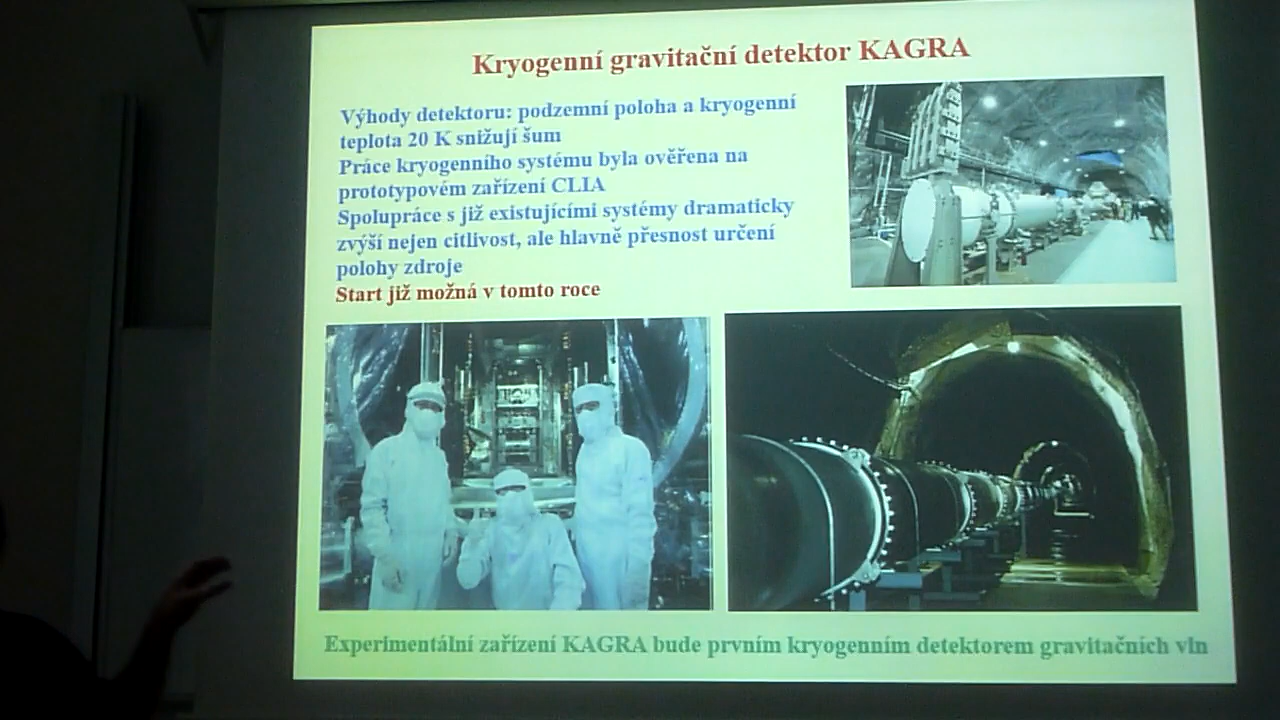 Kryogenní gravitační detektor KAGRA
Výhody detektoru: podzemní poloha a kryogenní
teplota 20 K snižují šum
Práce kryogenního systému byla ověřena na
prototypovém zařízení CLIA
Spolupráce s již existujícími systémy dramaticky
zvýší nejen citlivost, ale hlavně přesnost určení
polohy zdroje
Start již možná v tomto roce
Experimentální zařízení KAGRA bude prvním kryogenním detektorem gravitačních vln